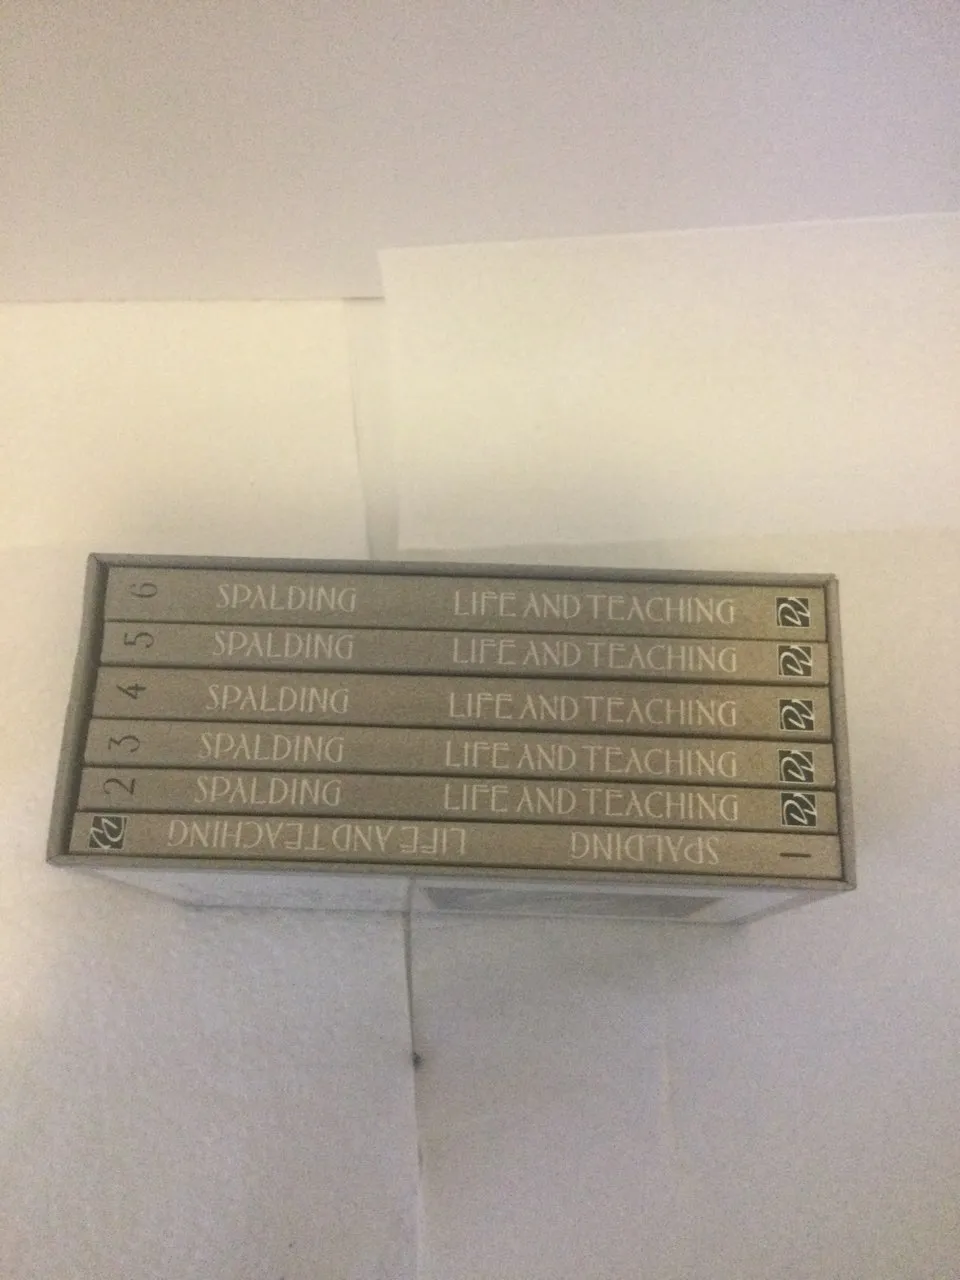 6 SPALDING LIFE AND TEACHING
5 SPALDING LIFE AND TEACHING
4 SPALDING LIFE AND TEACHING
3 SPALDING LIFE AND TEACHING
2 SPALDING LIFE AND TEACHING
1 SPALDING LIFE AND TEACHING